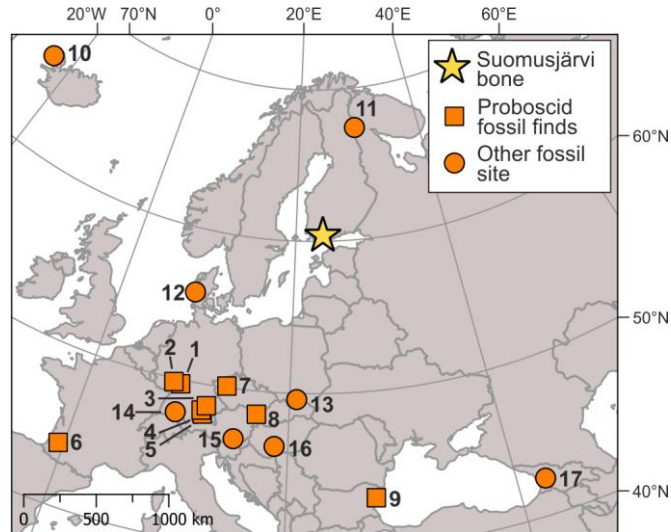 20°W 70°N 0° 20°E 40°E 60°E
10
Suomusjärvi
bone
Proboscid
fossil finds
Other fossil
site
11
60°N
12
50°N
2 1
3
7
14
13
4
8
5
15
16
6
17
9
40°N
0 500 1000 km